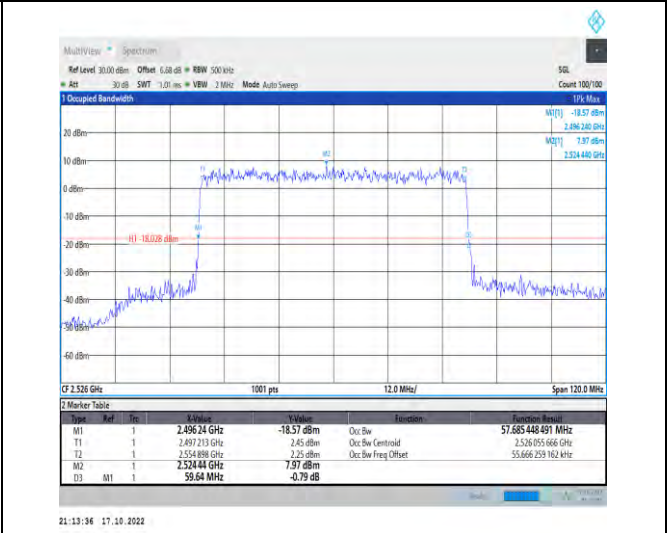 MultiView Spectrum
Ref Level 30.00 dBm Offset 6.68 dB RBW 500 kHz SGL
Att 30 dB SWT 1.01 ms VBW 2 MHz Mode Auto Sweep Count 100/100
1 Occupied Bandwidth 1Pk Max
M1[1] -18.57 dBm
2.496 240 GHz
M2[1] 7.97 dBm
2.524 440 GHz
20 dBm
M2
10 dBm
0 dBm
-10 dBm
M1
H1 -18.028 dBm
-20 dBm
-30 dBm
-40 dBm
-50 dBm
-60 dBm
CF 2.526 GHz 1001 pts 12.0 MHz/ Span 120.0 MHz
2 Marker Table
Type Ref Trc X-Value Y-Value Function Function Result
M1 1 2.496 24 GHz -18.57 dBm Occ Bw 57.685 448 491 MHz
T1 1 2.497 213 GHz 2.45 dBm Occ Bw Centroid 2.526 055 666 GHz
T2 1 2.554 898 GHz 2.25 dBm Occ Bw Freq Offset 55.666 259 162 kHz
M2 1 2.524 44 GHz 7.97 dBm
D3 M1 1 59.64 MHz -0.79 dB
21:13:36 17.10.2022